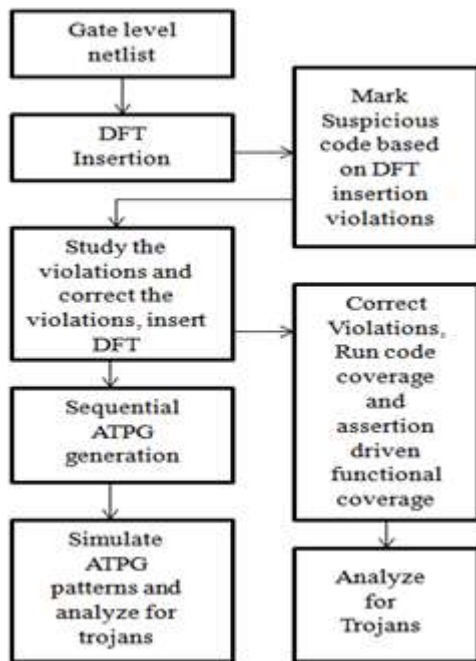 Gate level
netlist
DFT
Insertion
Mark
Suspicious
code based
on DFT
insertion
violations
Study the
violations and
correct the
violations, insert
DFT
Correct
Violations,
Run code
coverage
and
assertion
driven
functional
coverage
Sequential
ATPG
generation
Simulate
ATPG
patterns and
analyze for
trojans
Analyze
for
Trojans